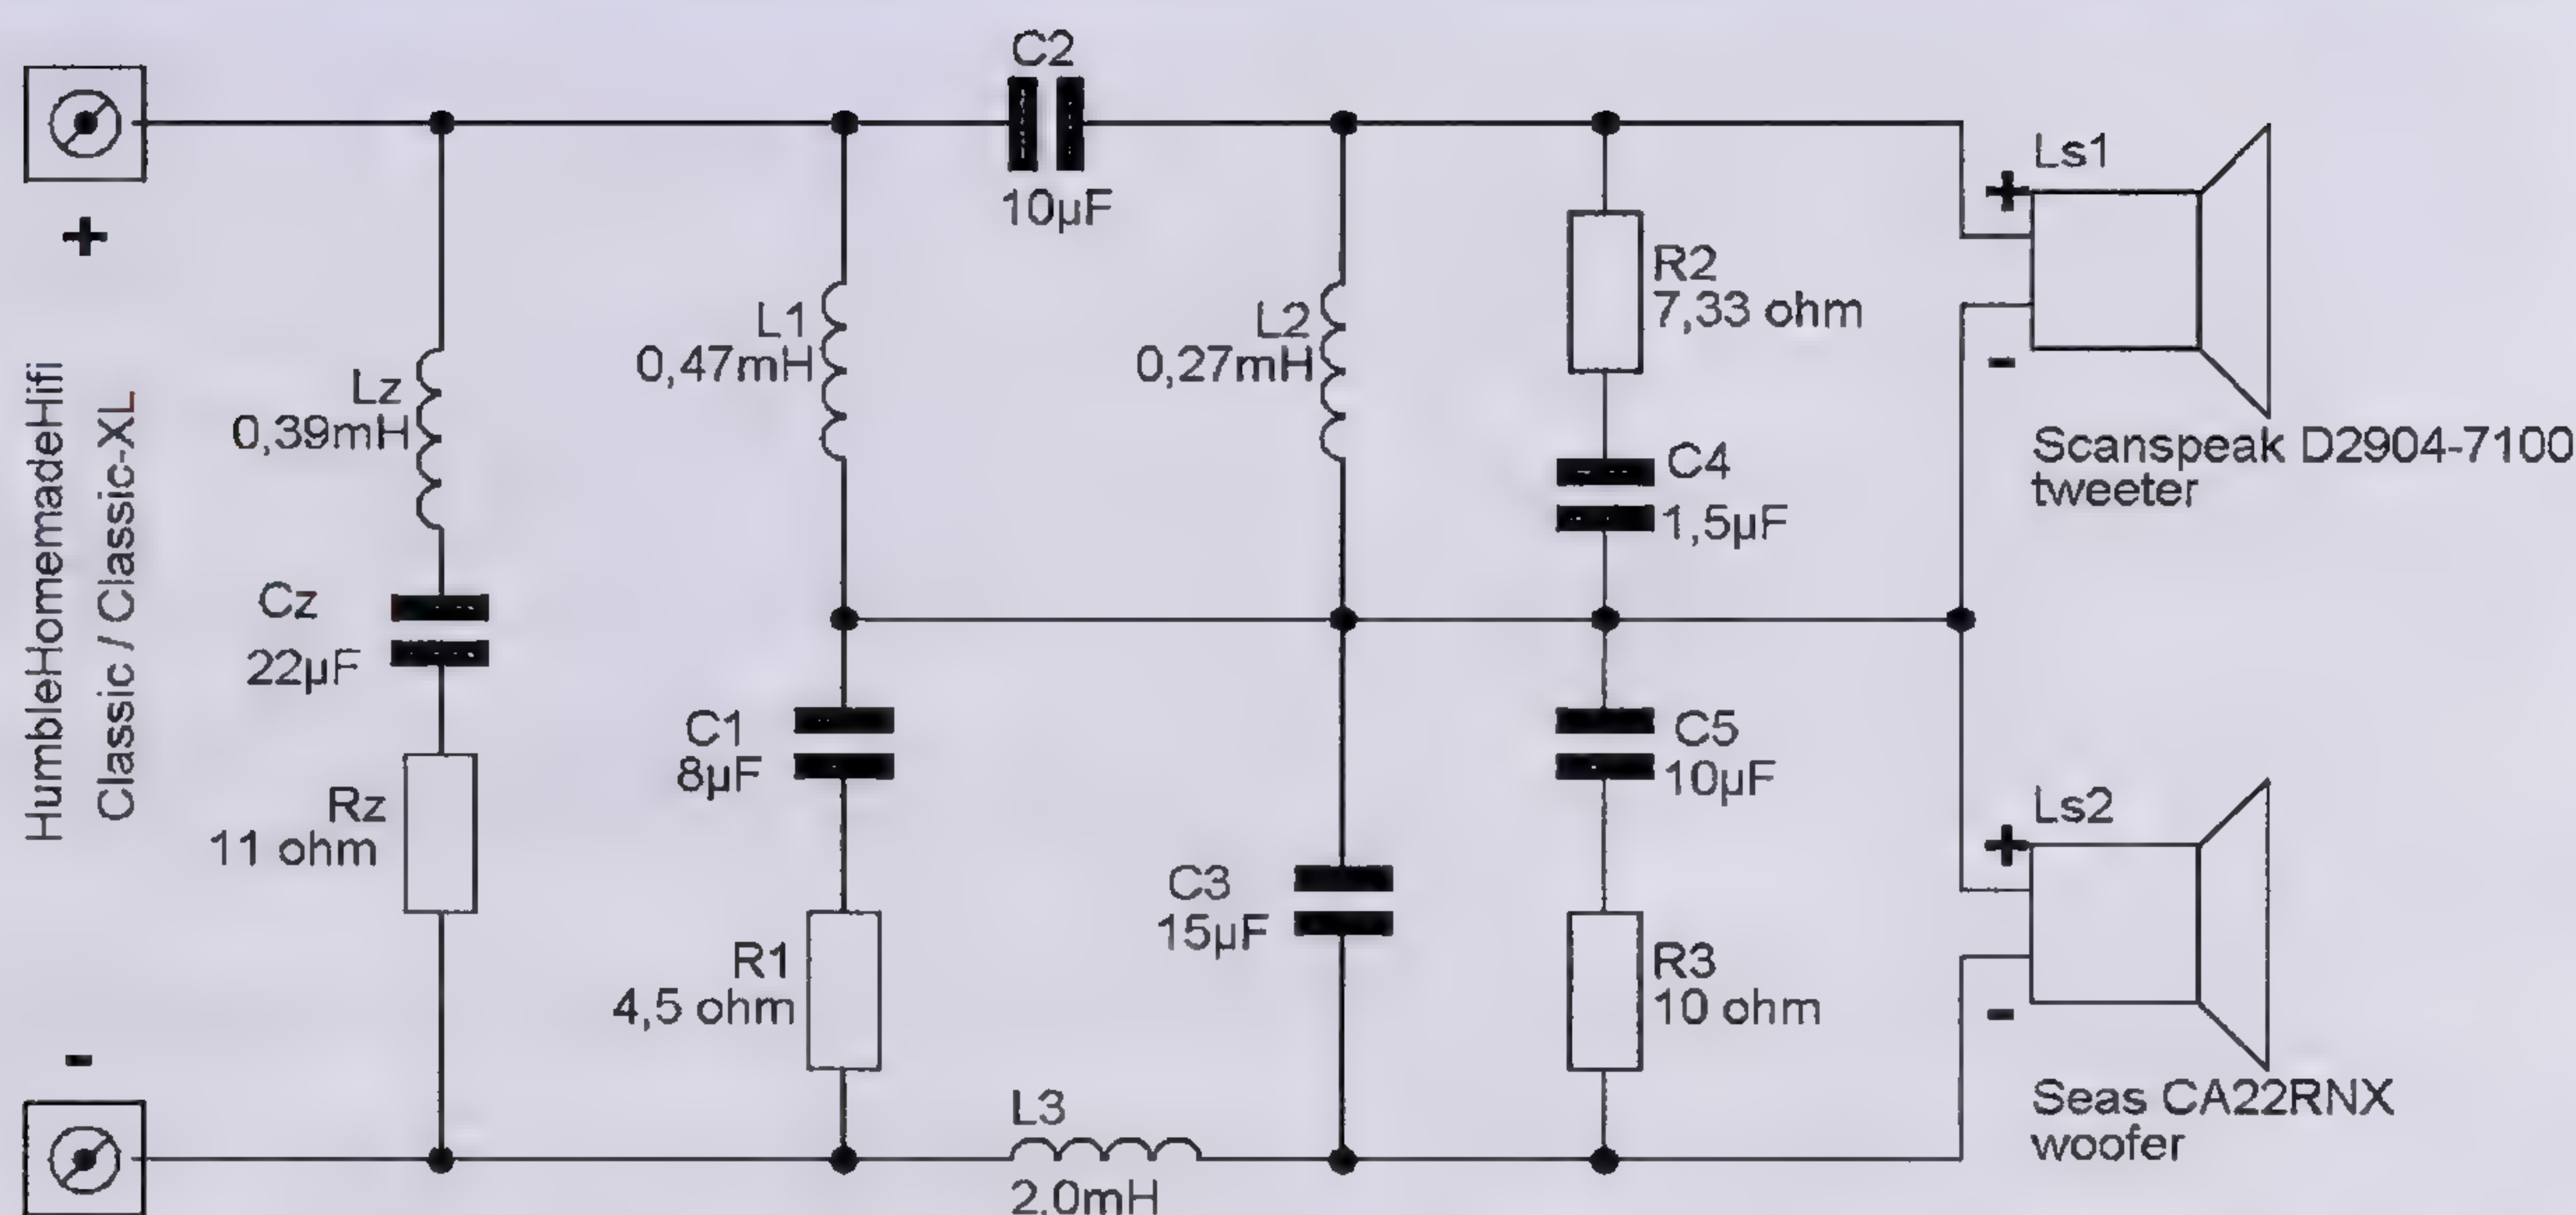 C2
10µF
+
Ls1
+
-
R2
7,33 ohm
L1
0,47mH
L2
0,27mH
Lz
0,39mH
Scanspeak D2904-7100
tweeter
C4
1,5µF
HumbleHomemadeHifi
Classic / Classic-XL
Cz
22µF
C1
8µF
C5
10µF
Rz
11 ohm
Ls2
+
-
C3
15µF
R1
4,5 ohm
R3
10 ohm
-
L3
2,0mH
Seas CA22RNX
woofer